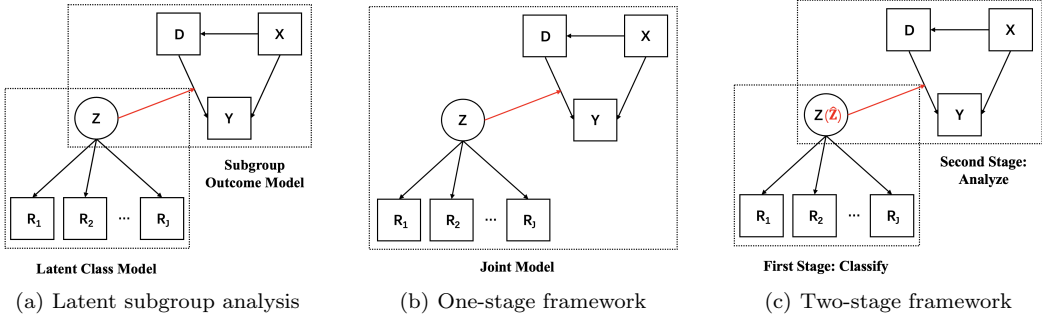 D X
Z Y
Subgroup
Outcome Model
R1 R2 ... RJ
Latent Class Model
(a) Latent subgroup analysis
D X
Z Y
R1 R2 ... RJ
Joint Model
(b) One-stage framework
D X
Z(Ẑ) Y
Second Stage:
Analyze
R1 R2 ... RJ
First Stage: Classify
(c) Two-stage framework